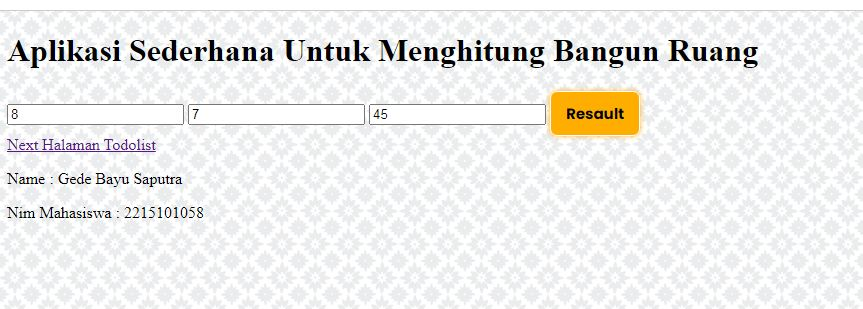 Aplikasi Sederhana Untuk Menghitung Bangun Ruang
8 7 45 Resault
Next Halaman Todolist
Name : Gede Bayu Saputra
Nim Mahasiswa : 2215101058